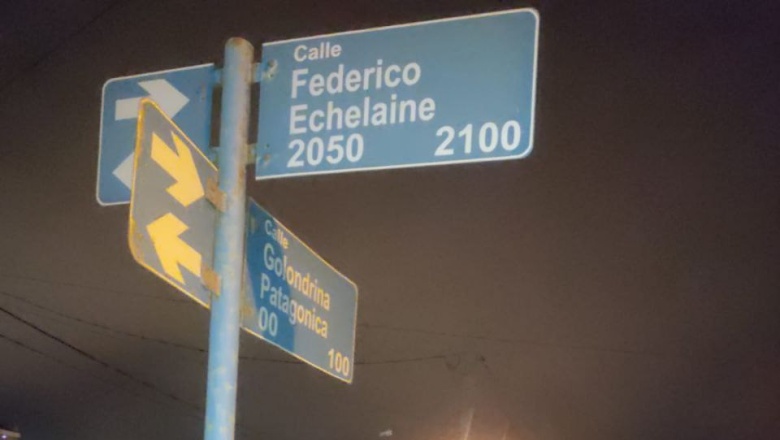 Calle
Federico
Echelaine
2050 2100
Calle
Golondrina
Patagonica
00 100